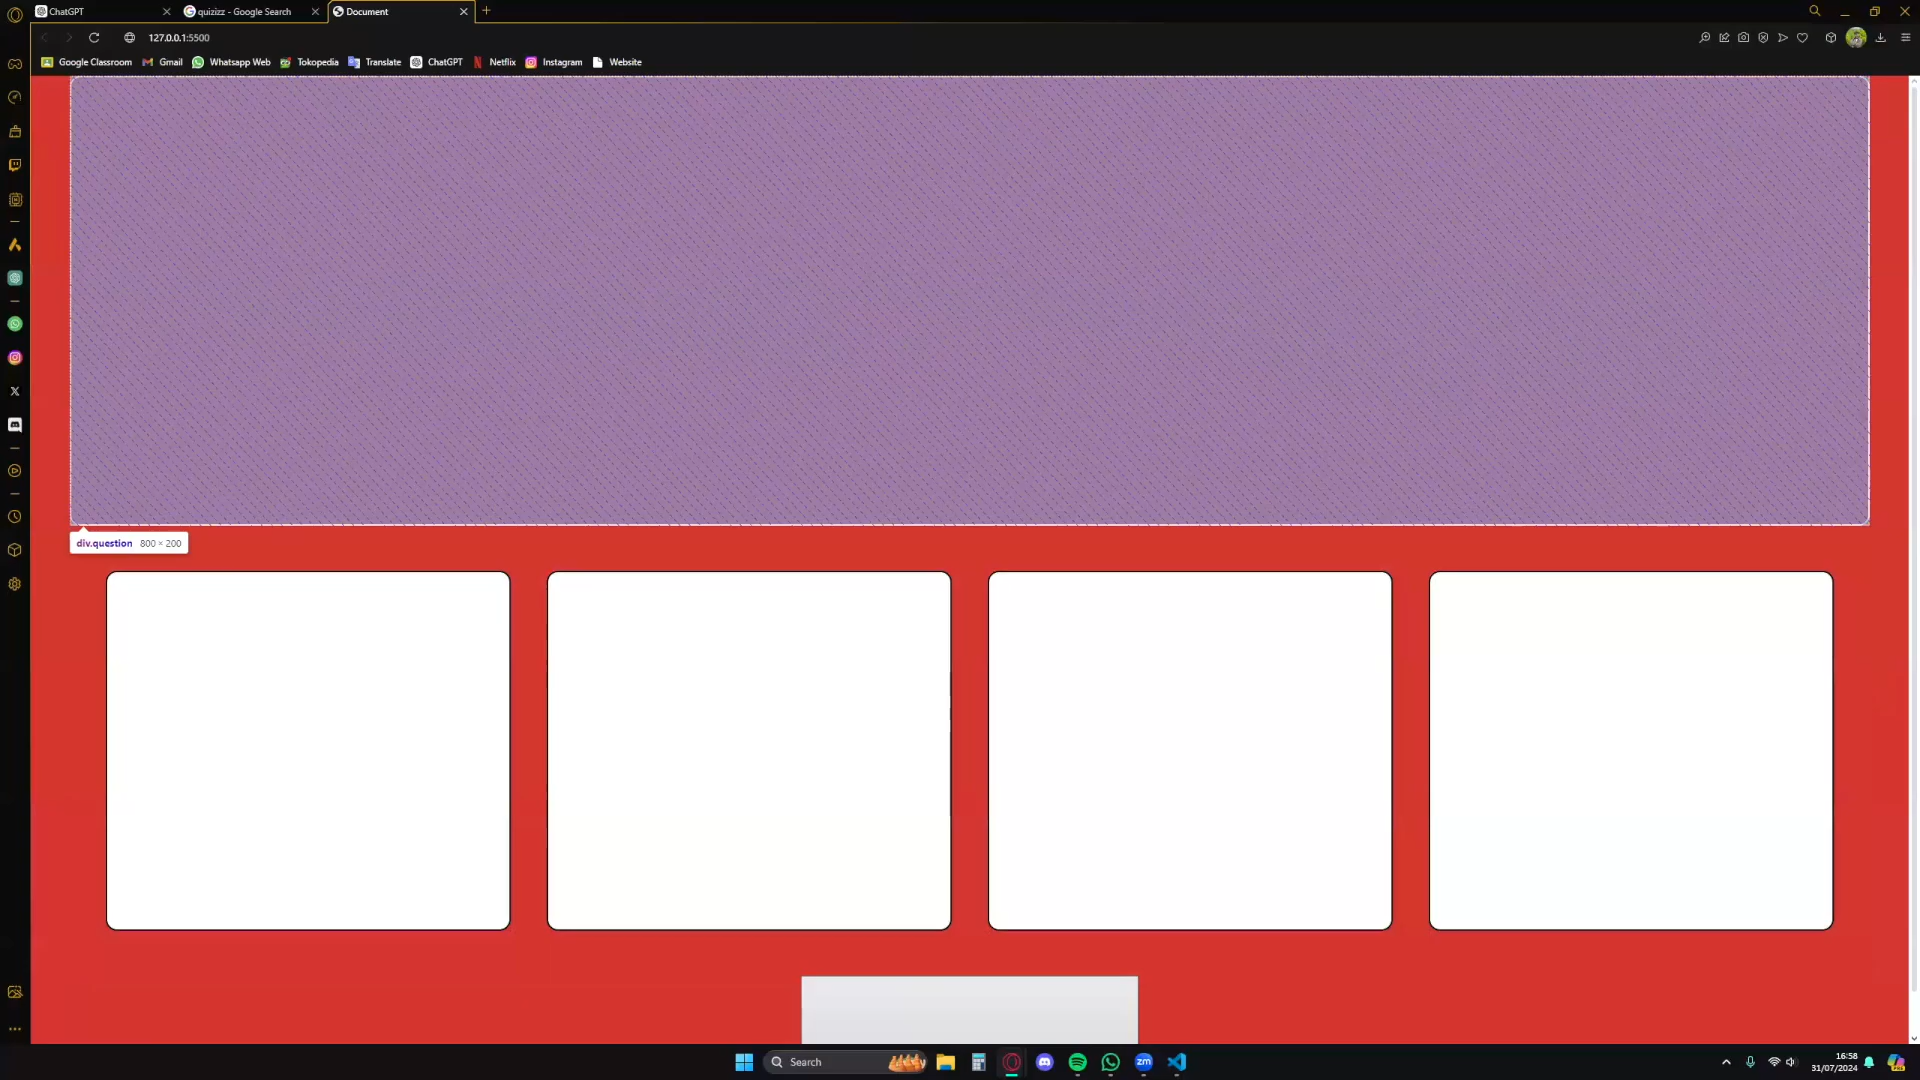 ChatGPT quizizz - Google Search Document
127.0.0.1:5500
Google Classroom Gmail Whatsapp Web Tokopedia Translate ChatGPT Netflix Instagram Website
div.question 800 × 200
Search zm 16:58
31/07/2024